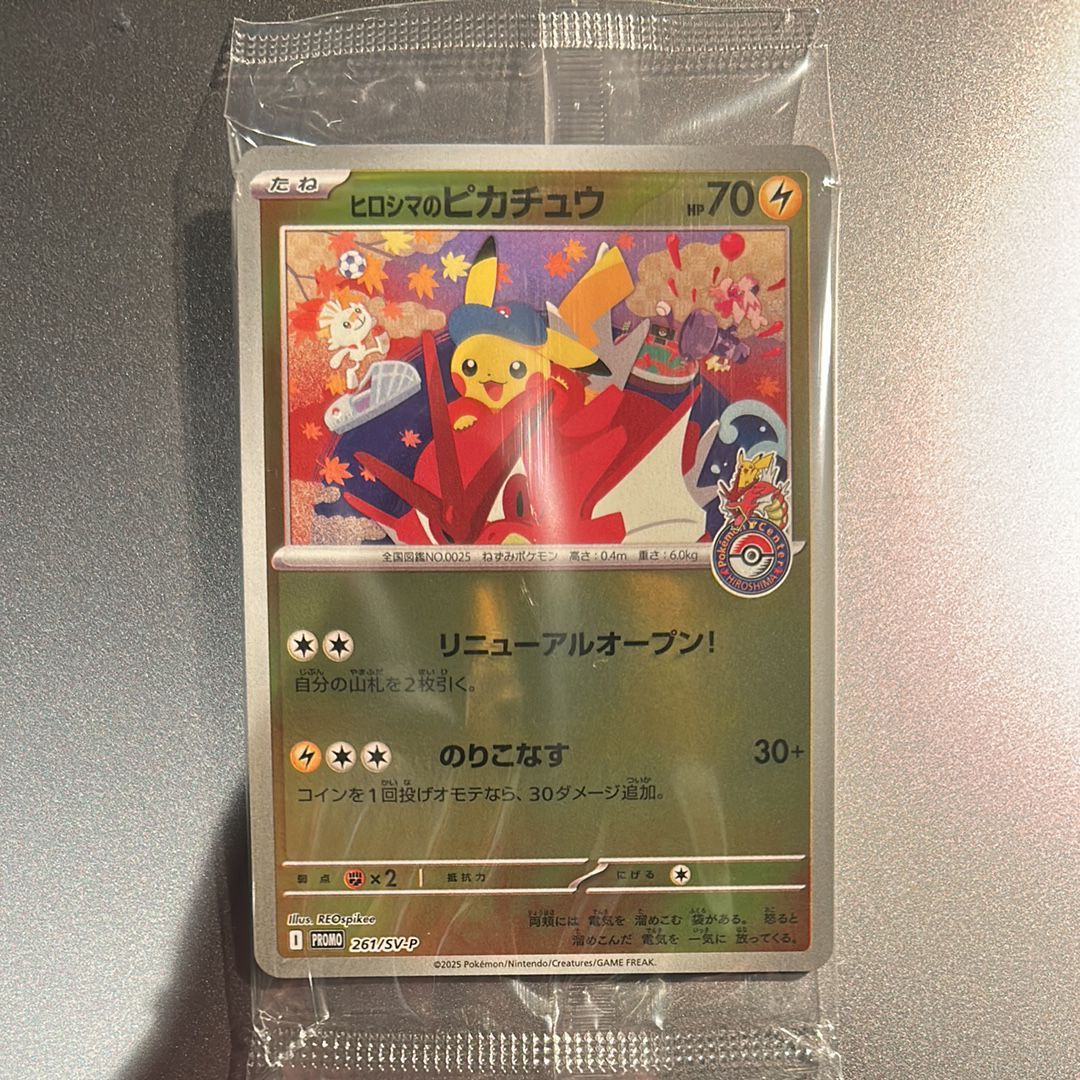 たね
ヒロシマのピカチュウ
HP70
全国図鑑NO.0025 ねずみポケモン 高さ:0.4m 重さ:6.0kg
Pokémon Center
HIROSHIMA
リニューアルオープン!
自分の山札を2枚引く。
のりこなす 30+
コインを1回投げオモテなら、30ダメージ追加。
弱点 ×2 抵抗力 にげる
Illus. REOspikee
両頬には 電気を 溜めこむ 袋がある。 怒ると
溜めこんだ 電気を 一気に 放ってくる。
I PROMO 261/SV-P
©2025 Pokémon/Nintendo/Creatures/GAME FREAK.